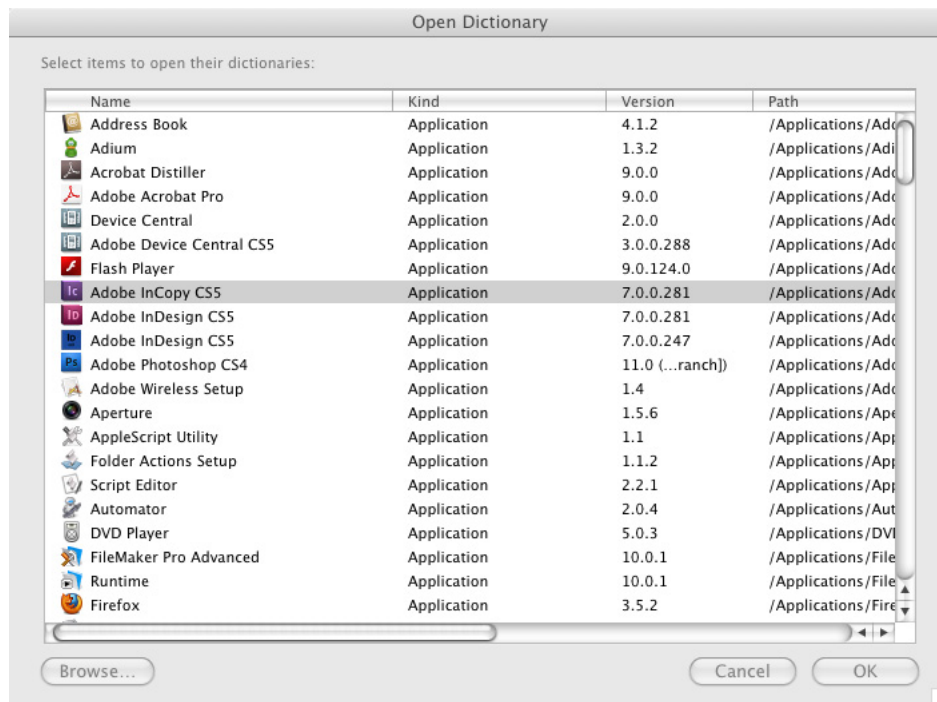 Open Dictionary
Select items to open their dictionaries:
Name Kind Version Path
Address Book Application 4.1.2 /Applications/Add
Adium Application 1.3.2 /Applications/Adi
Acrobat Distiller Application 9.0.0 /Applications/Ado
Adobe Acrobat Pro Application 9.0.0 /Applications/Ado
Device Central Application 2.0.0 /Applications/Ado
Adobe Device Central CS5 Application 3.0.0.288 /Applications/Ado
Flash Player Application 9.0.124.0 /Applications/Ado
Ic Adobe InCopy CS5 Application 7.0.0.281 /Applications/Ado
ID Adobe InDesign CS5 Application 7.0.0.281 /Applications/Ado
ID Adobe InDesign CS5 Application 7.0.0.247 /Applications/Ado
Ps Adobe Photoshop CS4 Application 11.0 (...ranch]) /Applications/Ado
Adobe Wireless Setup Application 1.4 /Applications/Ado
Aperture Application 1.5.6 /Applications/Ape
AppleScript Utility Application 1.1 /Applications/App
Folder Actions Setup Application 1.1.2 /Applications/App
Script Editor Application 2.2.1 /Applications/App
Automator Application 2.0.4 /Applications/Aut
DVD Player Application 5.0.3 /Applications/DVI
FileMaker Pro Advanced Application 10.0.1 /Applications/File
Runtime Application 10.0.1 /Applications/File
Firefox Application 3.5.2 /Applications/Fire
Browse... Cancel OK